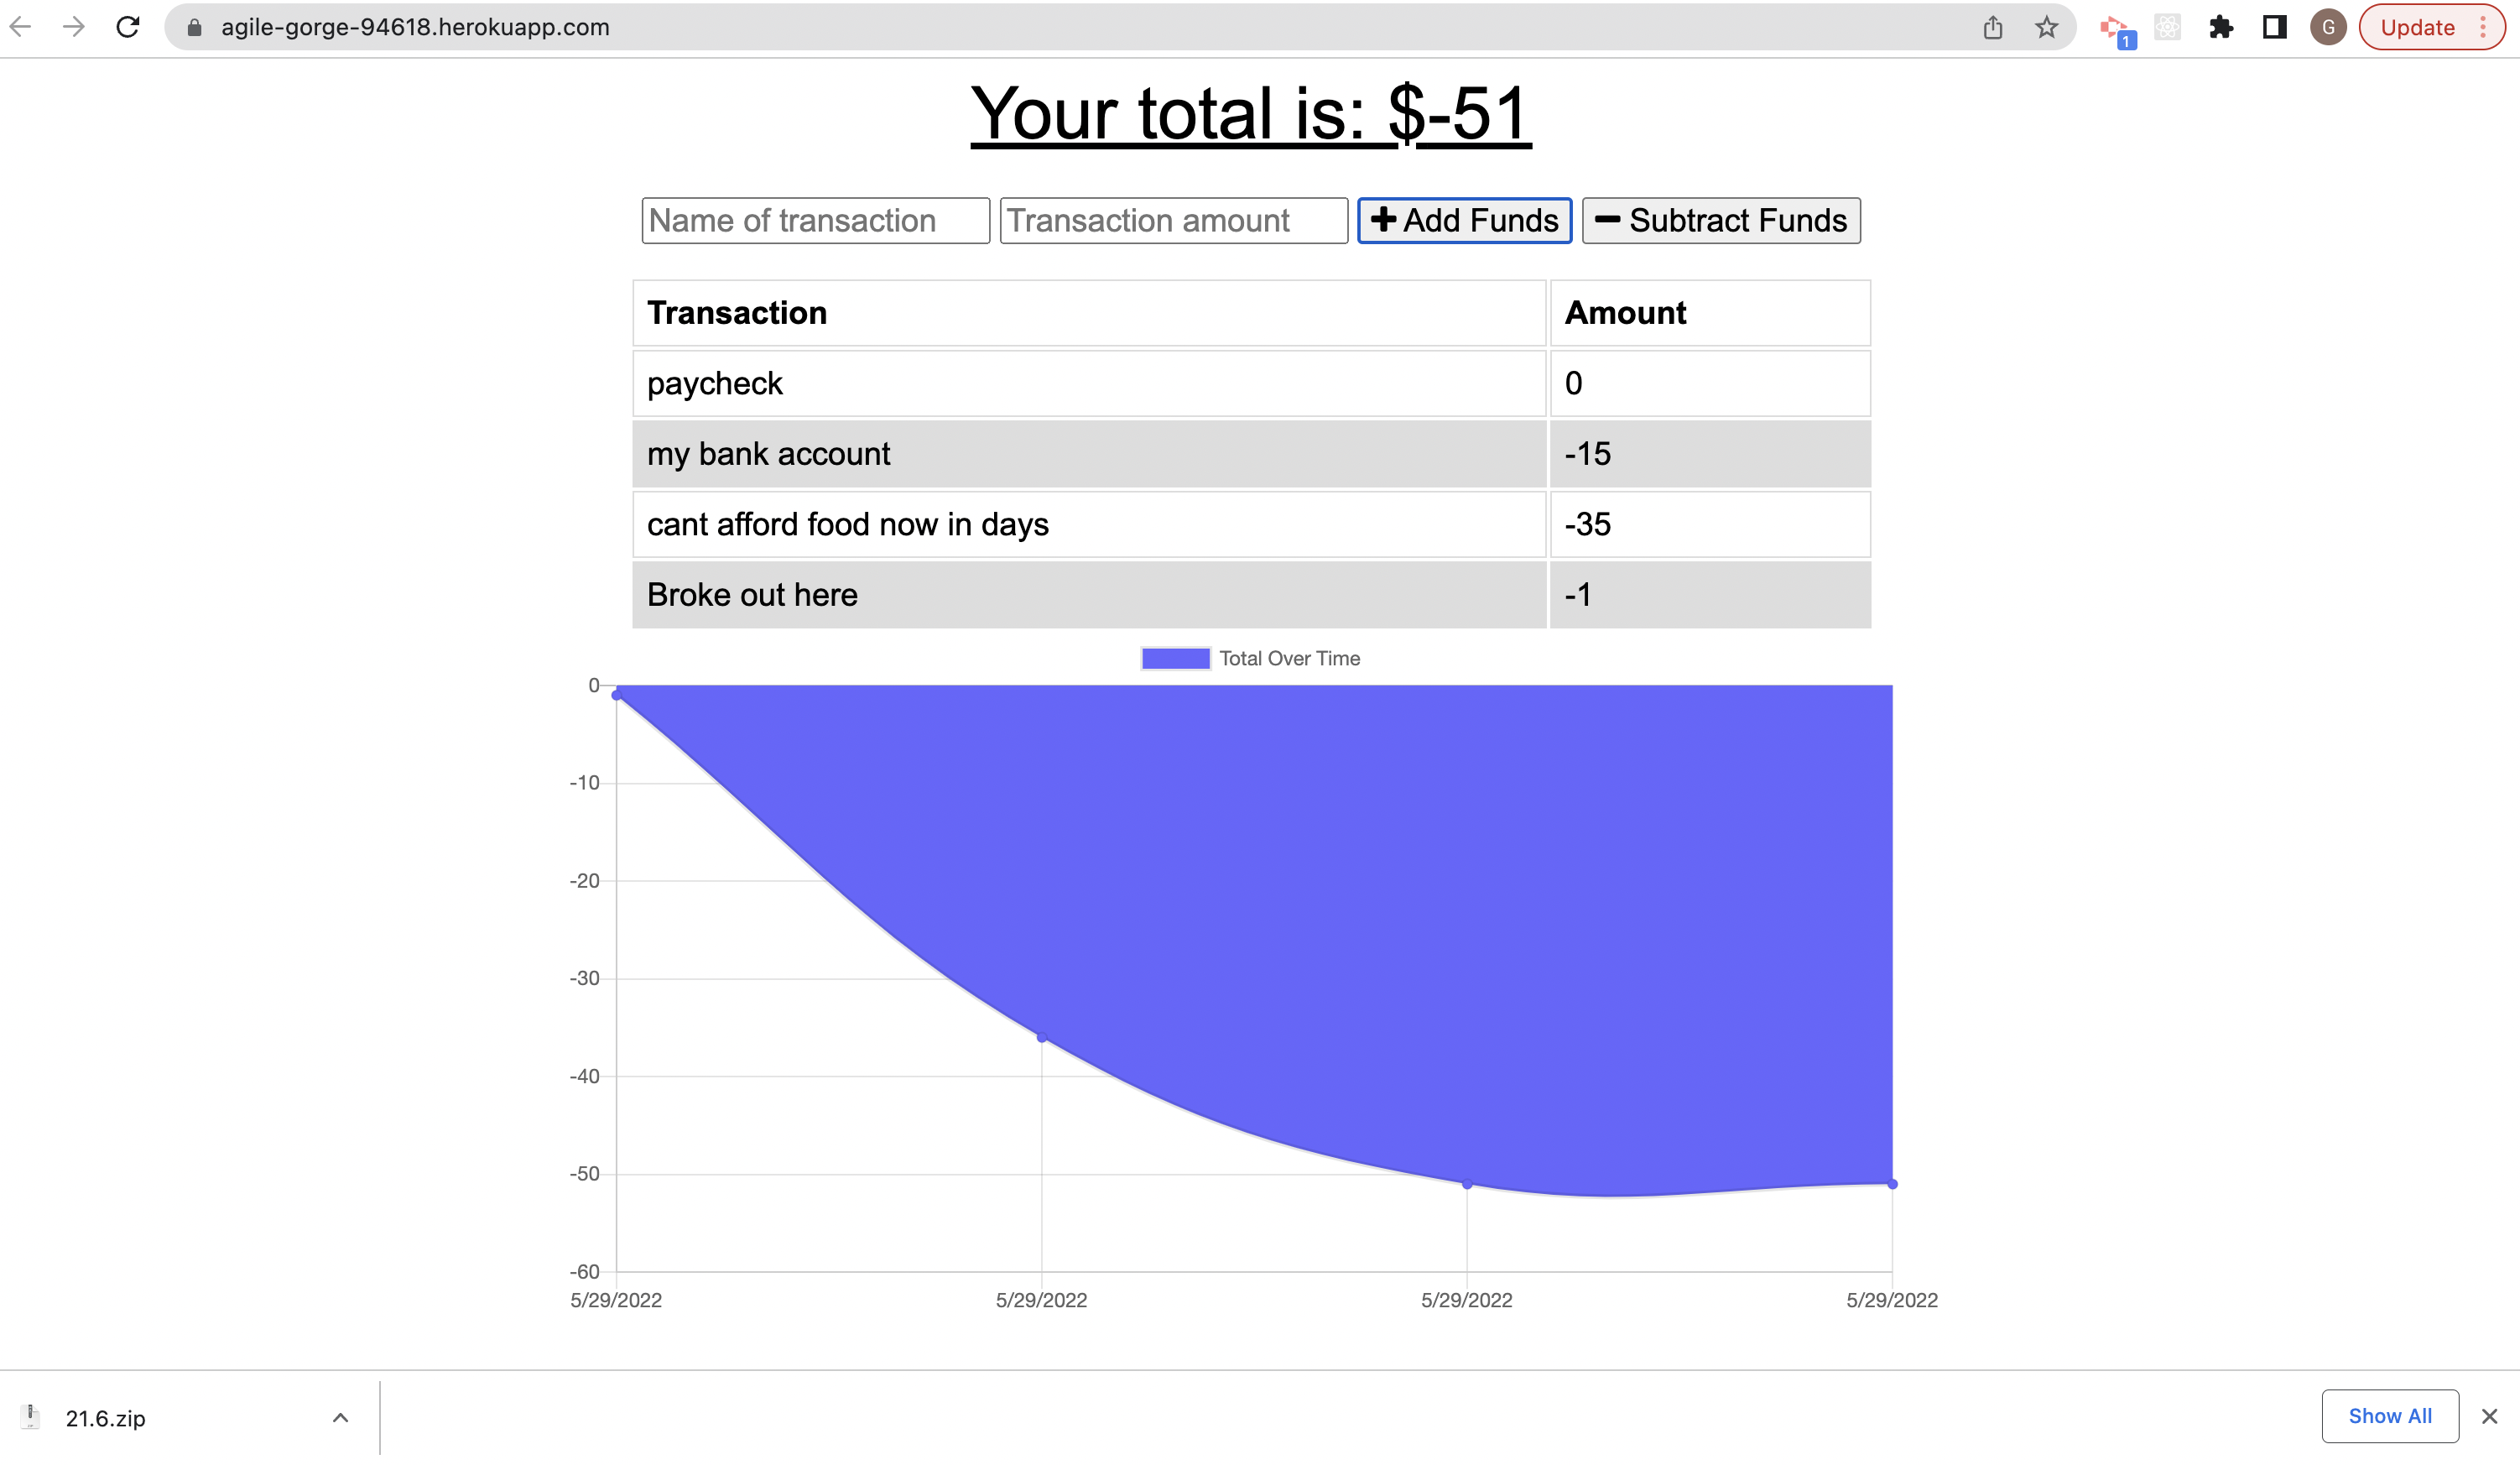 agile-gorge-94618.herokuapp.com
1
G
Update
Your total is: $-51
Name of transaction Transaction amount Add Funds Subtract Funds
Transaction Amount
paycheck 0
my bank account -15
cant afford food now in days -35
Broke out here -1
Total Over Time
0
-10
-20
-30
-40
-50
-60
5/29/2022 5/29/2022 5/29/2022 5/29/2022
21.6.zip
Show All